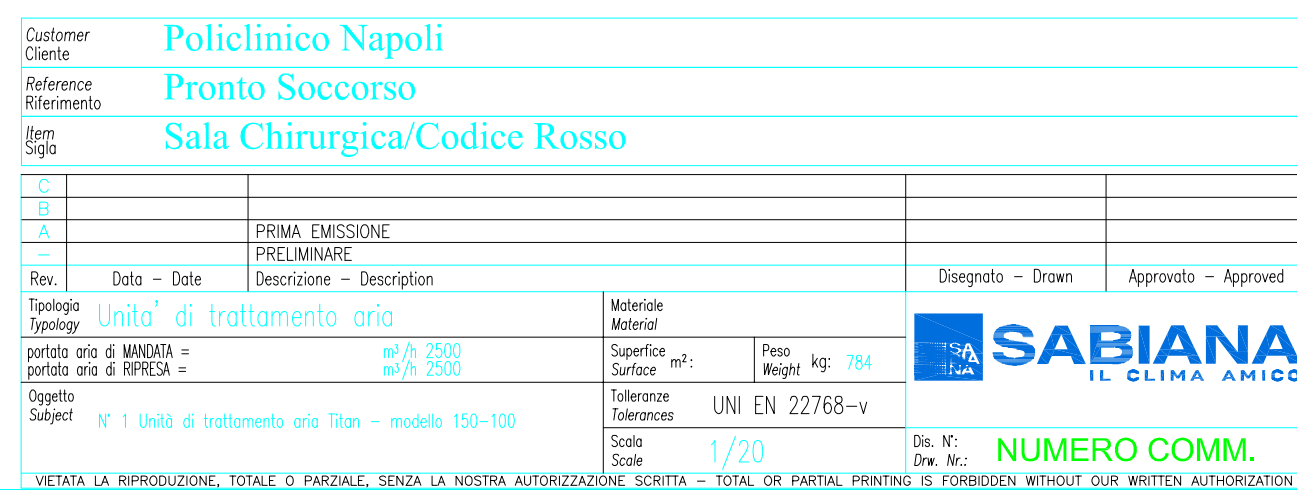 Customer Policlinico Napoli
Cliente
Reference Pronto Soccorso
Riferimento
Item Sala Chirurgica/Codice Rosso
Sigla
C
B
A PRIMA EMISSIONE
– PRELIMINARE
Rev. Data – Date Descrizione – Description Disegnato – Drawn Approvato – Approved
Tipologia Unita' di trattamento aria
Typology
Materiale
Material
portata aria di MANDATA = m³/h 2500
portata aria di RIPRESA = m³/h 2500
Superfice m²:
Surface
Peso kg: 784
Weight
SA
NA
SABIANA
IL CLIMA AMICO
Oggetto
Subject N° 1 Unità di trattamento aria Titan – modello 150–100
Tolleranze UNI EN 22768–v
Tolerances
Scala 1/20
Scale
Dis. N°: NUMERO COMM.
Drw. Nr.:
VIETATA LA RIPRODUZIONE, TOTALE O PARZIALE, SENZA LA NOSTRA AUTORIZZAZIONE SCRITTA – TOTAL OR PARTIAL PRINTING IS FORBIDDEN WITHOUT OUR WRITTEN AUTHORIZATION